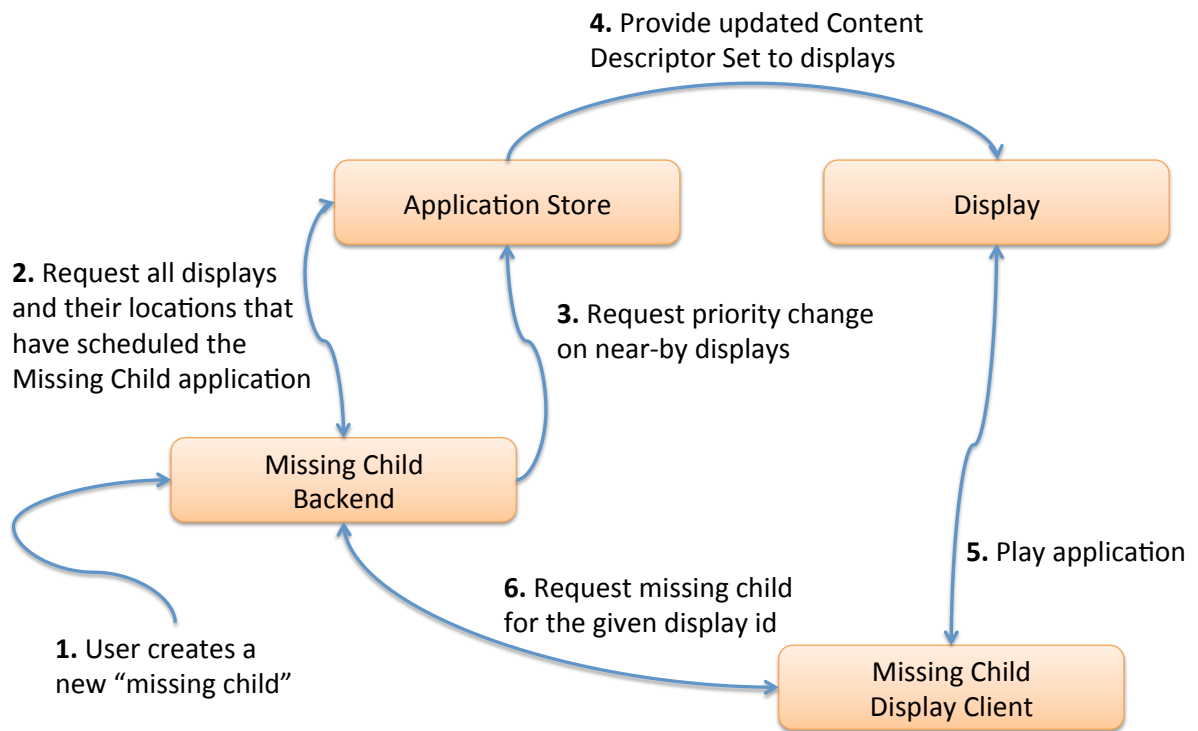 4. Provide updated Content
Descriptor Set to displays
Application Store
Display
2. Request all displays
and their locations that
have scheduled the
Missing Child application
3. Request priority change
on near-by displays
Missing Child
Backend
5. Play application
6. Request missing child
for the given display id
1. User creates a
new “missing child”
Missing Child
Display Client